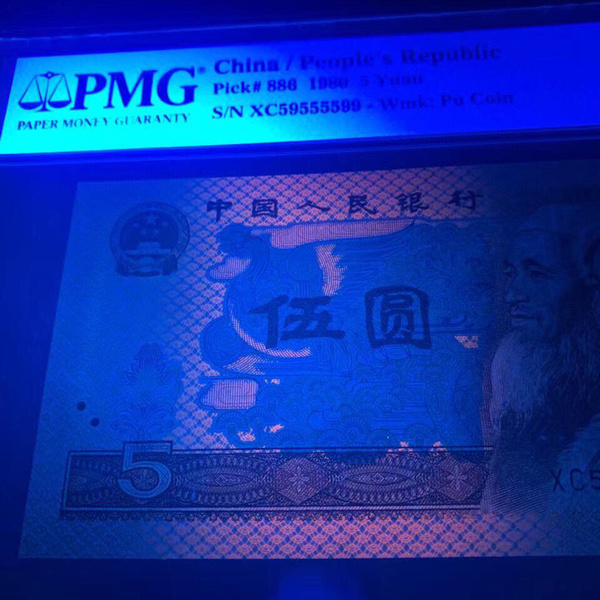 PMG®
PAPER MONEY GUARANTY
China / People's Republic
Pick# 886 1980 5 Yuan
S/N XC59555599 - Wmk: Pu Coin
中国人民银行
伍圆
5
XC5